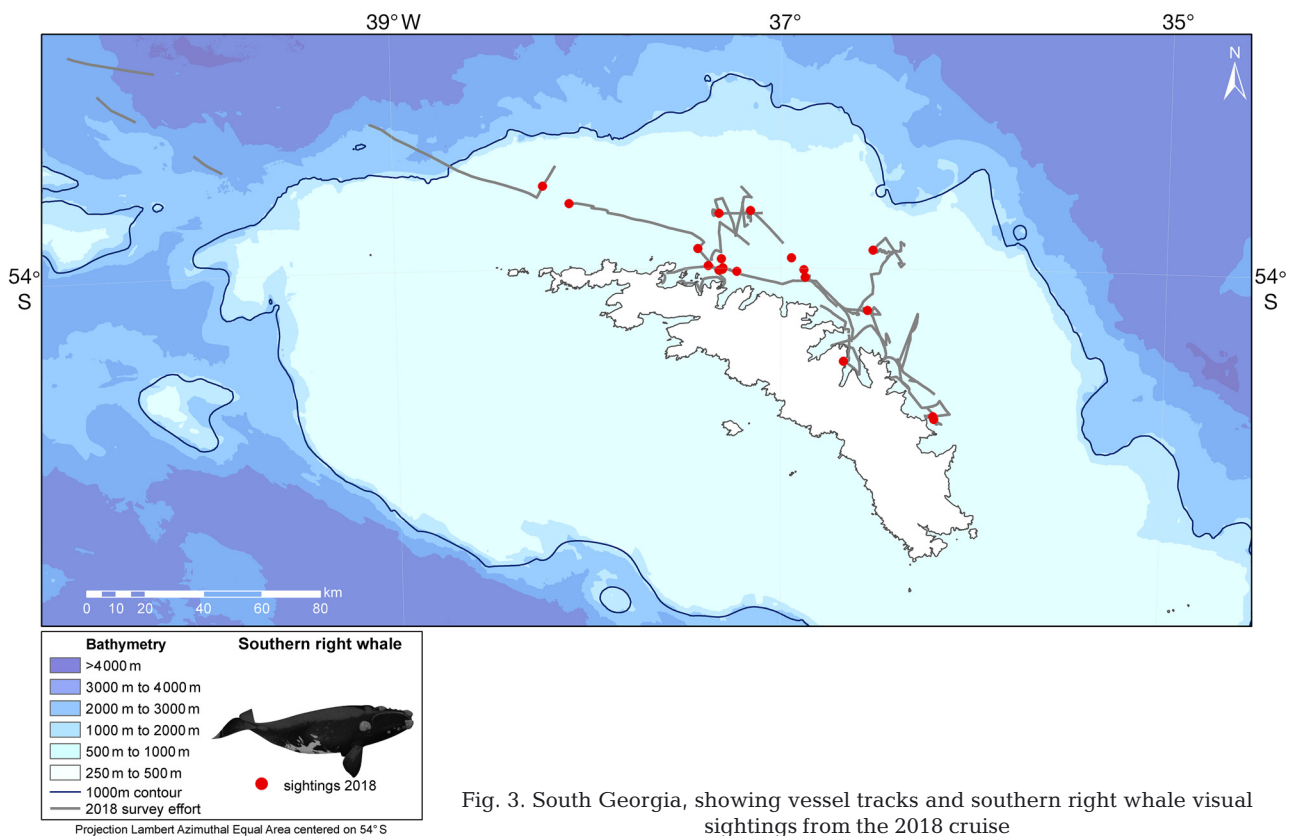 39° W 37° 35°
N
54° 54°
S S
km
0 10 20 40 60 80
Bathymetry
>4000 m
3000 m to 4000 m
2000 m to 3000 m
1000 m to 2000 m
500 m to 1000 m
250 m to 500 m
1000m contour
2018 survey effort
Southern right whale
sightings 2018
Projection Lambert Azimuthal Equal Area centered on 54° S
Fig. 3. South Georgia, showing vessel tracks and southern right whale visual
sightings from the 2018 cruise